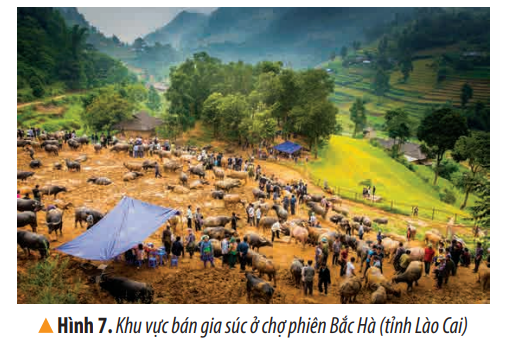 ▲ Hình 7. Khu vực bán gia súc ở chợ phiên Bắc Hà (tỉnh Lào Cai)